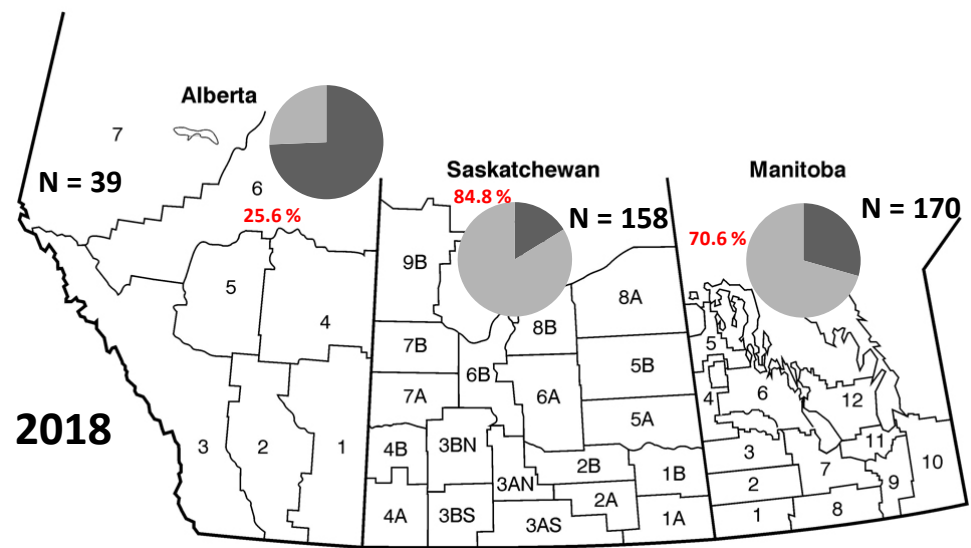 Alberta
7
N = 39
6
25.6 %
Saskatchewan
84.8 %
N = 158
Manitoba
N = 170
70.6 %
5
4
9B
8A
8B
7B
5B
6B
7A
6A
5A
5
4
6
12
2018
3
2
1
4B
3BN
2B
1B
3AN
4A
3BS
2A
3AS
1A
3
11
10
7
2
9
1
8